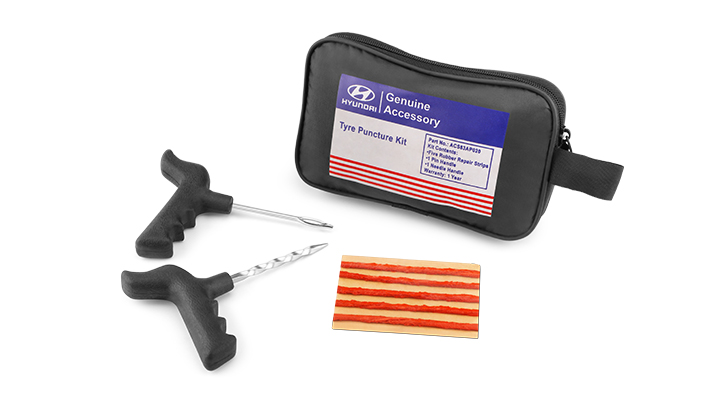 HYUNDAI
Genuine
Accessory
Tyre Puncture Kit
Part No.: ACS83AP020
Kit Contents:
•Five Rubber Repair Strips
•1 Pin Handle
•1 Needle Handle
Warranty: 1 Year